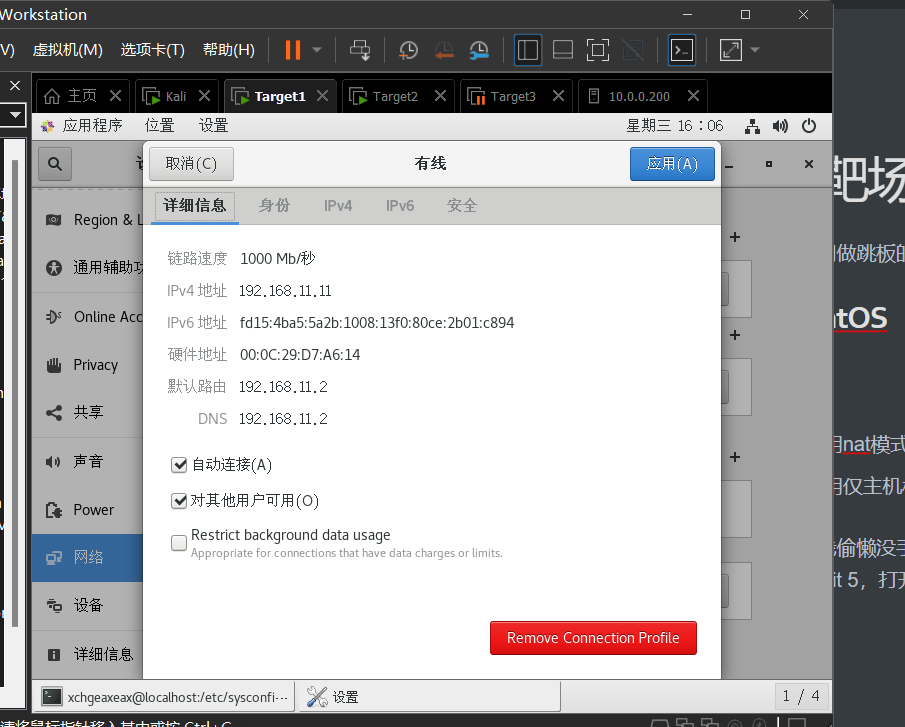 Workstation
V) 虚拟机(M) 选项卡(T) 帮助(H)
主页 Kali Target1 Target2 Target3 10.0.0.200
应用程序 位置 设置 星期三 16:06
取消(C) 有线 应用(A)
详细信息 身份 IPv4 IPv6 安全
Region & L
通用辅助功
Online Acc
Privacy
共享
声音
Power
网络
设备
详细信息
链路速度 1000 Mb/秒
IPv4 地址 192.168.11.11
IPv6 地址 fd15:4ba5:5a2b:1008:13f0:80ce:2b01:c894
硬件地址 00:0C:29:D7:A6:14
默认路由 192.168.11.2
DNS 192.168.11.2
自动连接(A)
对其他用户可用(O)
Restrict background data usage
Appropriate for connections that have data charges or limits.
Remove Connection Profile
xchgeaxeax@localhost:/etc/sysconfi··· 设置 1 / 4
靶场
做跳板的
tOS
nat模式
仅主机
偷懒没手
it 5，打开